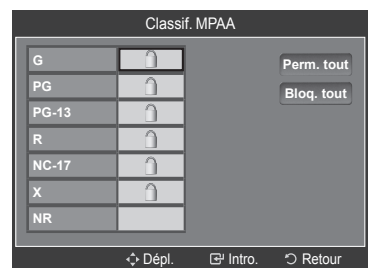 Classif. MPAA
G
Perm. tout
PG
Bloq. tout
PG-13
R
NC-17
X
NR
Dépl. Intro. Retour